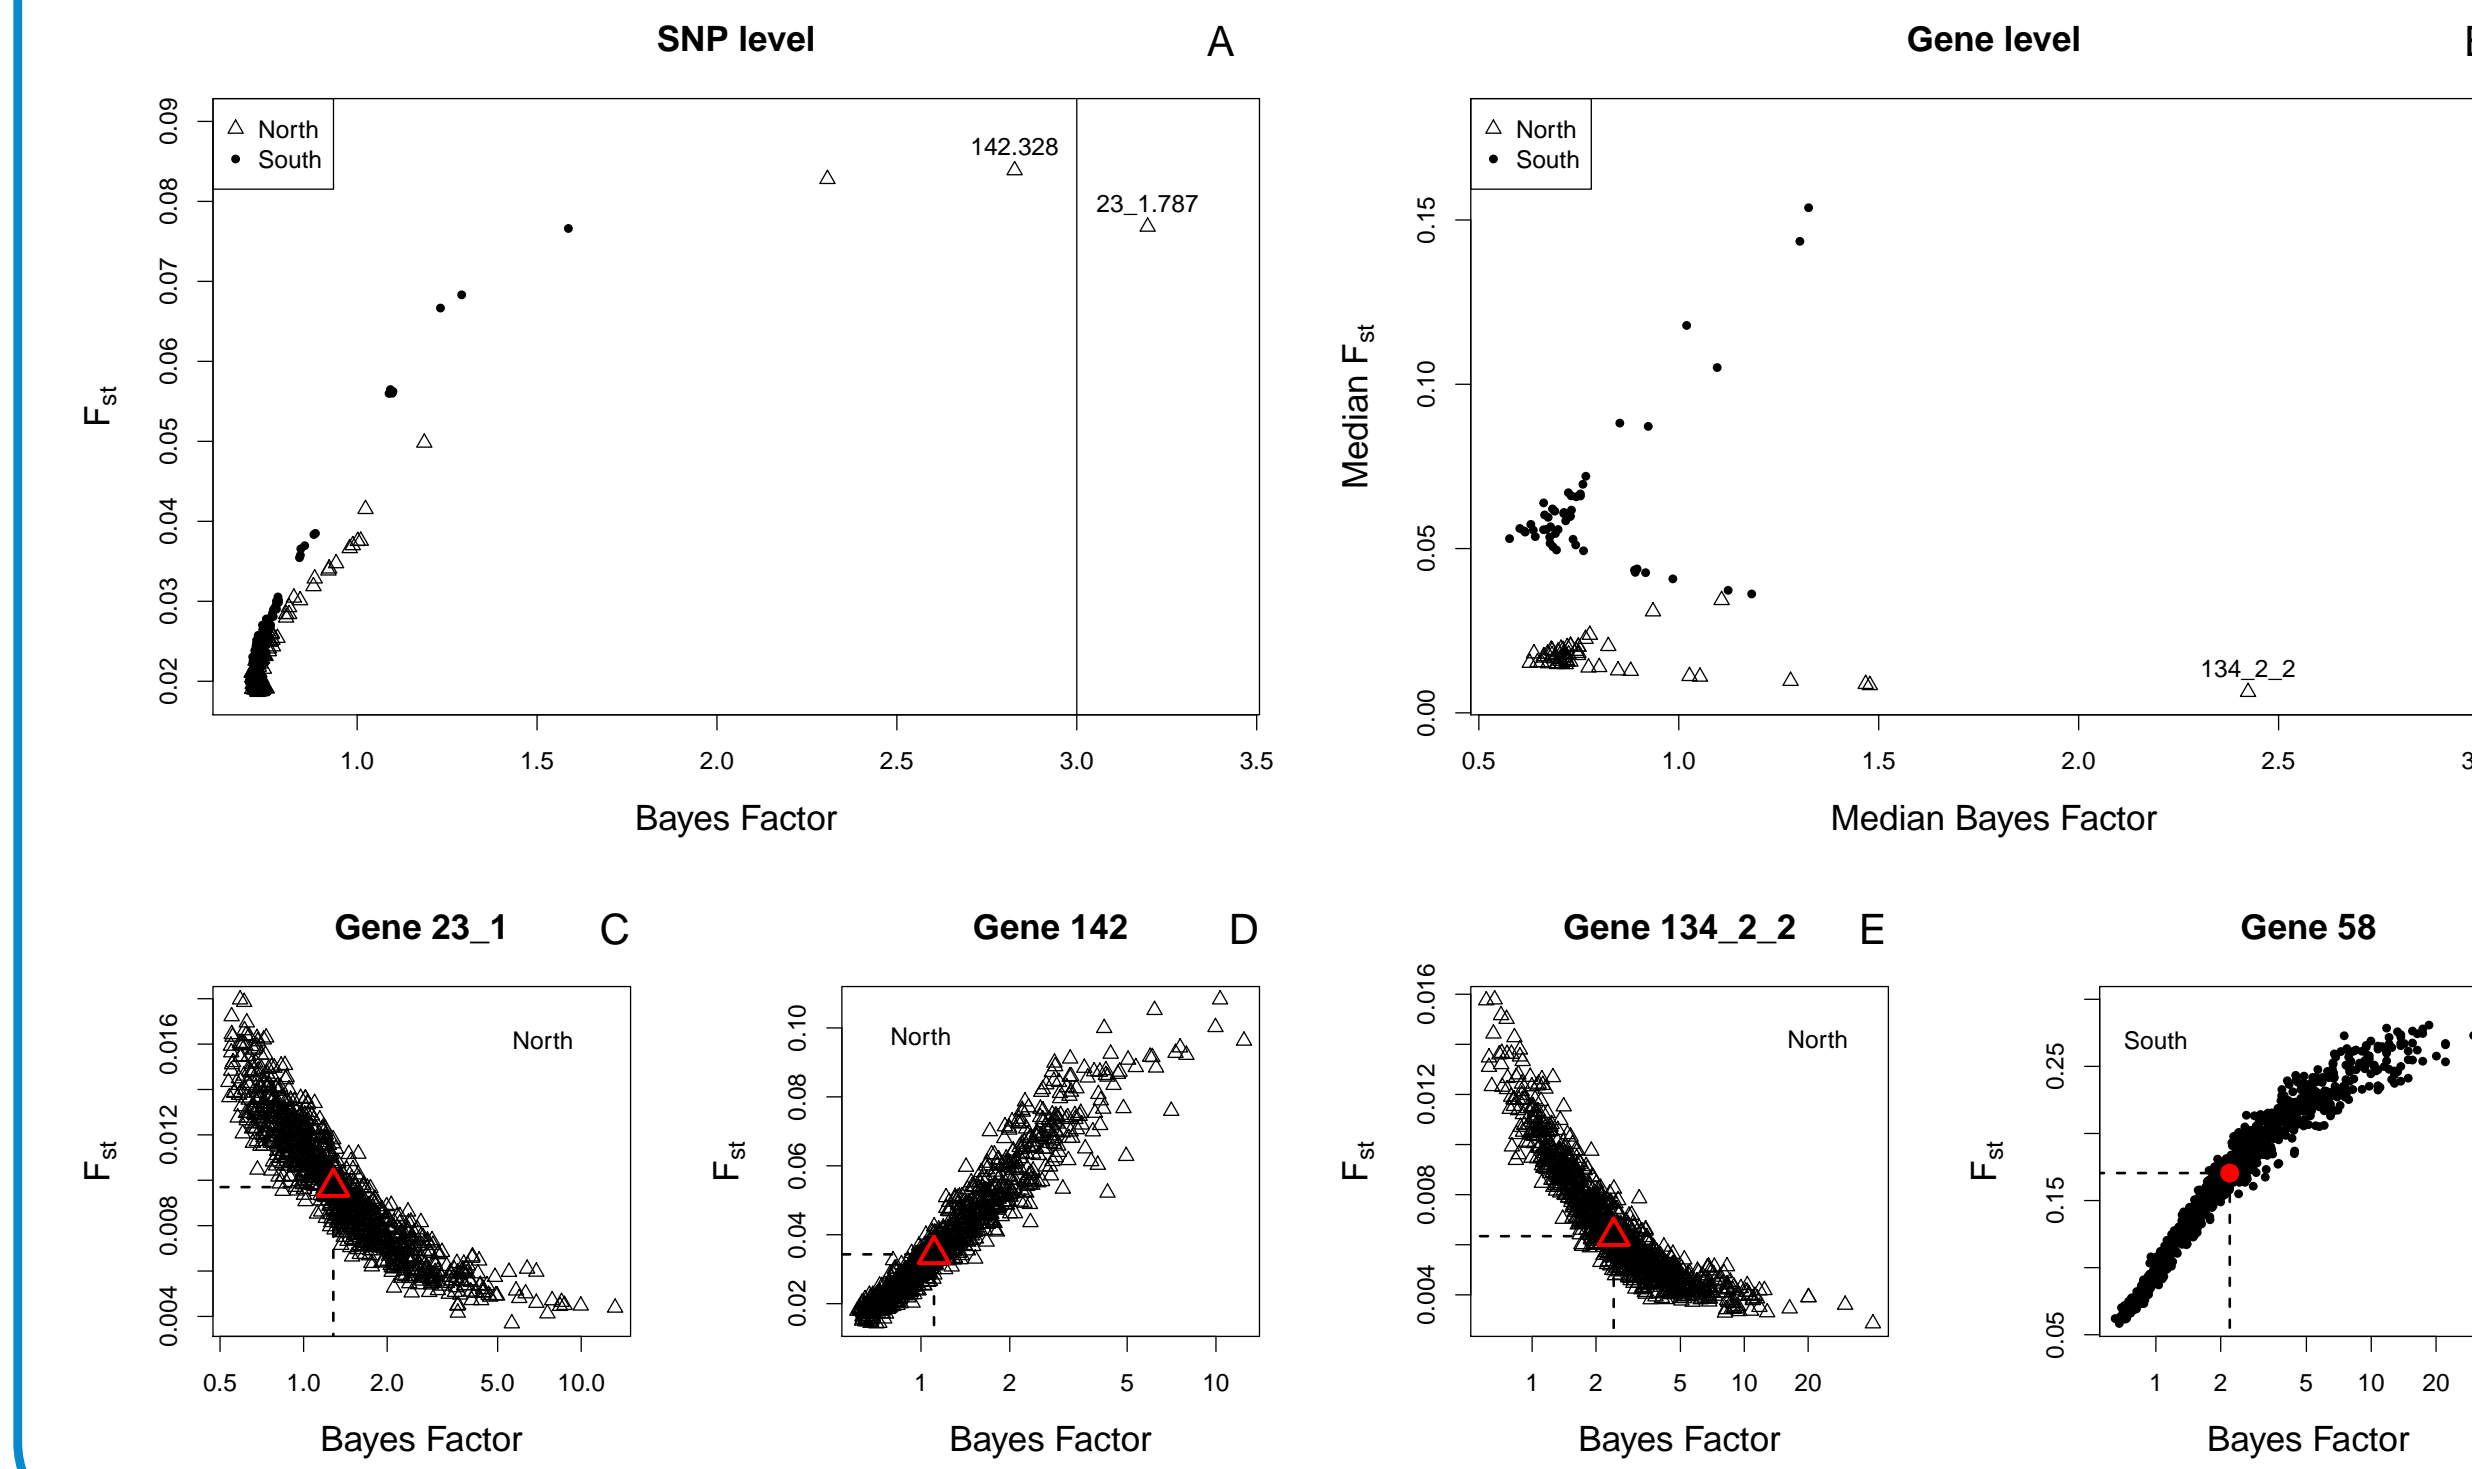 SNP level A
North
South
142.328
23_1.787
0.09
0.08
0.07
0.06
0.05
0.04
0.03
0.02
Fst
1.0 1.5 2.0 2.5 3.0 3.5
Bayes Factor
Gene level
North
South
134_2_2
0.15
0.10
0.05
0.00
Median Fst
0.5 1.0 1.5 2.0 2.5
Median Bayes Factor
Gene 23_1 C
North
0.016
0.012
0.008
0.004
Fst
0.5 1.0 2.0 5.0 10.0
Bayes Factor
Gene 142 D
North
0.10
0.08
0.06
0.04
0.02
Fst
1 2 5 10
Bayes Factor
Gene 134_2_2 E
North
0.016
0.012
0.008
0.004
Fst
1 2 5 10 20
Bayes Factor
Gene 58
South
0.25
0.15
0.05
Fst
1 2 5 10 20
Bayes Factor